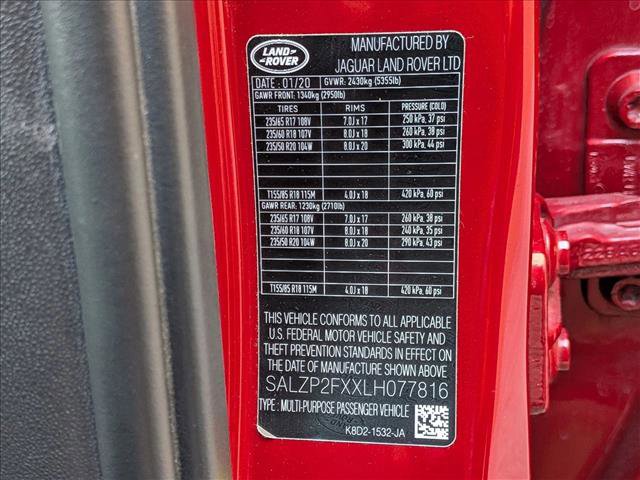 LAND ROVER
MANUFACTURED BY
JAGUAR LAND ROVER LTD
DATE : 01/20 GVWR: 2430kg (5355lb)
GAWR FRONT: 1340kg (2950lb)
TIRES RIMS PRESSURE (COLD)
235/65 R17 108V 7.0J x 17 250 kPa, 37 psi
235/60 R18 107V 8.0J x 18 260 kPa, 38 psi
235/50 R20 104W 8.0J x 20 300 kPa, 44 psi
T155/85 R18 115M 4.0J x 18 420 kPa, 60 psi
GAWR REAR: 1230kg (2710lb)
235/65 R17 108V 7.0J x 17 260 kPa, 38 psi
235/60 R18 107V 8.0J x 18 240 kPa, 35 psi
235/50 R20 104W 8.0J x 20 290 kPa, 43 psi
T155/85 R18 115M 4.0J x 18 420 kPa, 60 psi
THIS VEHICLE CONFORMS TO ALL APPLICABLE
U.S. FEDERAL MOTOR VEHICLE SAFETY AND
THEFT PREVENTION STANDARDS IN EFFECT ON
THE DATE OF MANUFACTURE SHOWN ABOVE
SALZP2FXXLH077816
TYPE : MULTI-PURPOSE PASSENGER VEHICLE
K8D2-1532-JA